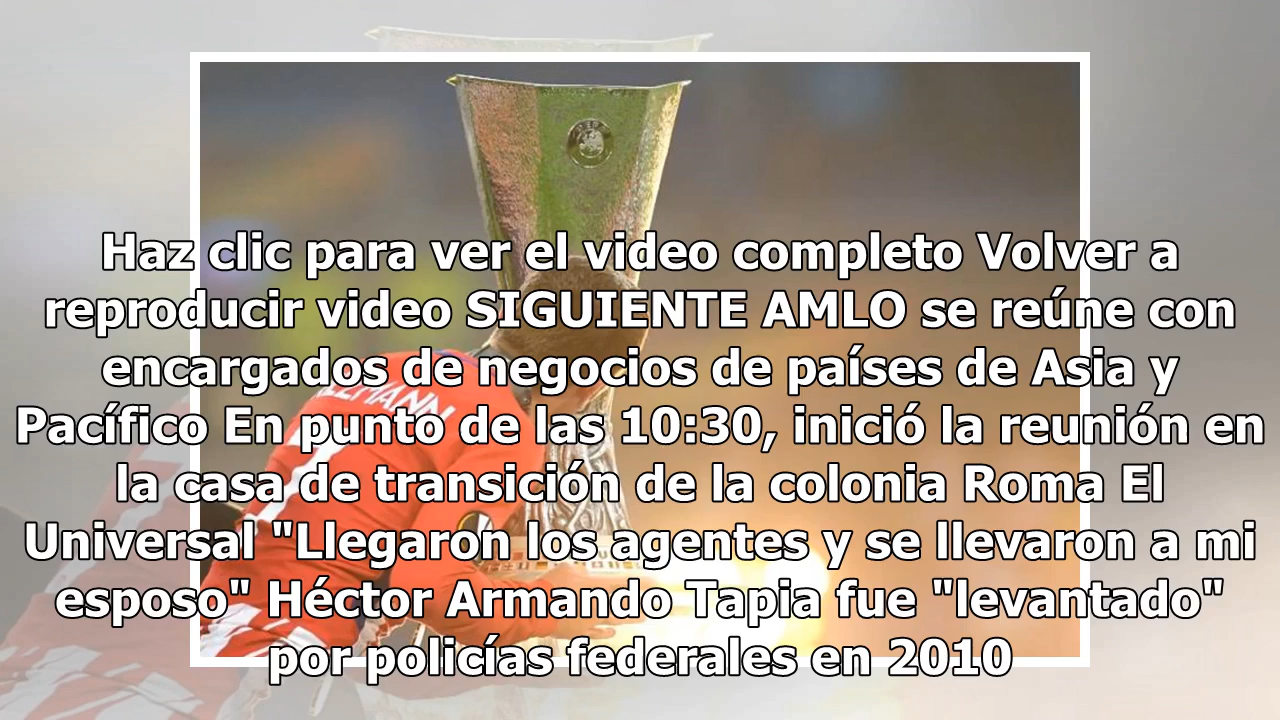 Haz clic para ver el video completo Volver a
reproducir video SIGUIENTE AMLO se reúne con
encargados de negocios de países de Asia y
Pacífico En punto de las 10:30, inició la reunión en
la casa de transición de la colonia Roma El
Universal "Llegaron los agentes y se llevaron a mi
esposo" Héctor Armando Tapia fue "levantado"
por policías federales en 2010